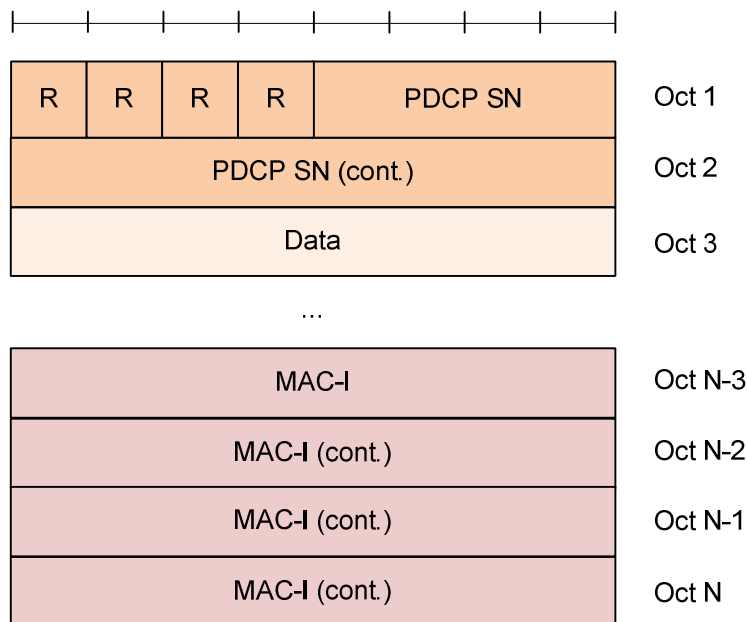 R R R R PDCP SN Oct 1
PDCP SN (cont.) Oct 2
Data Oct 3
...
MAC-I Oct N-3
MAC-I (cont.) Oct N-2
MAC-I (cont.) Oct N-1
MAC-I (cont.) Oct N